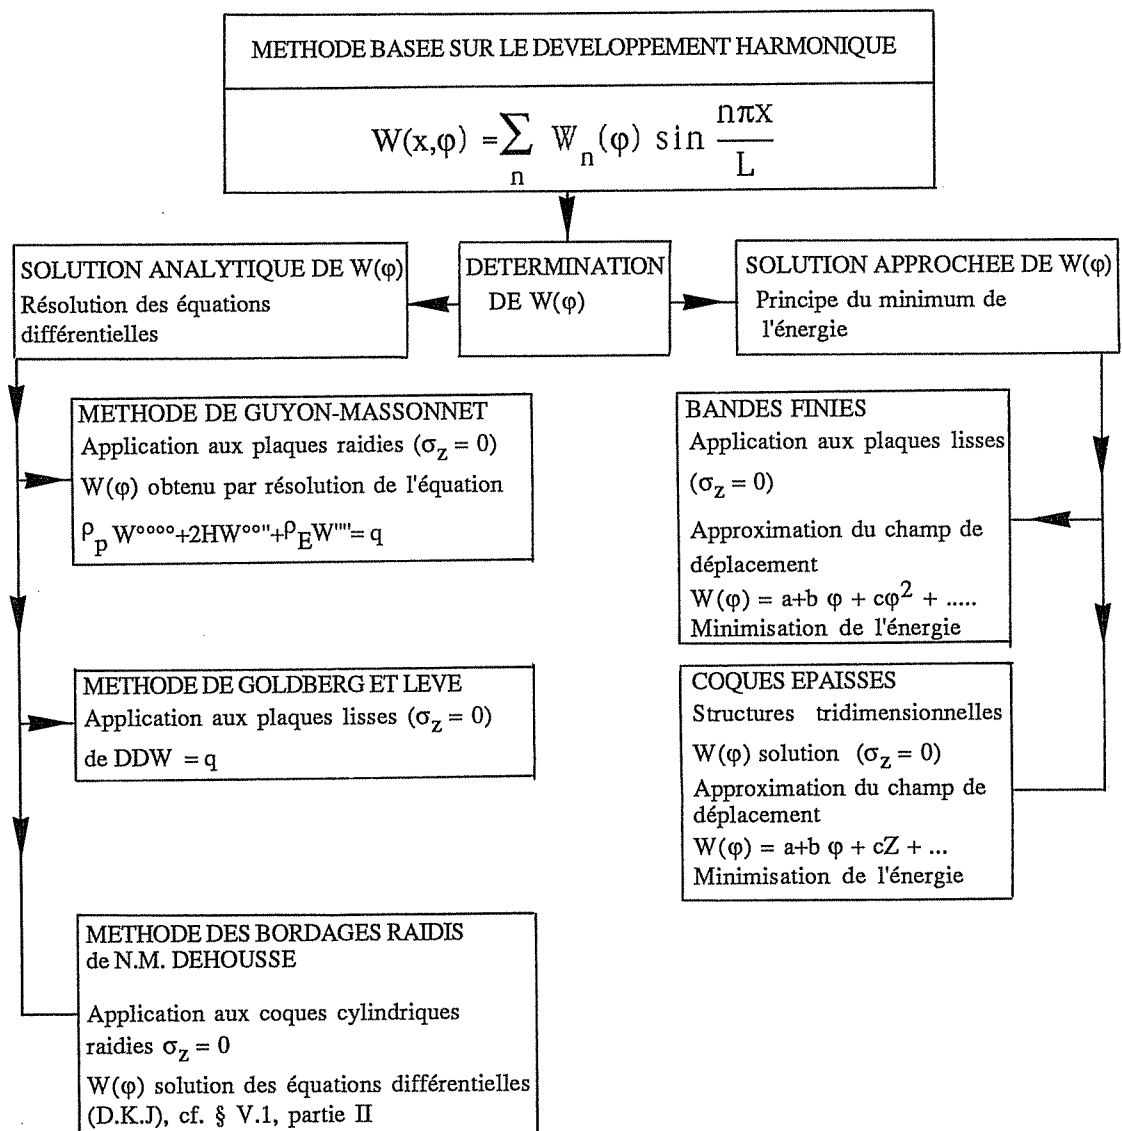 METHODE BASEE SUR LE DEVELOPPEMENT HARMONIQUE
W(x,φ) = ∑ₙ Wₙ(φ) sin nπx/L
SOLUTION ANALYTIQUE DE W(φ)
Résolution des équations
différentielles
DETERMINATION
DE W(φ)
SOLUTION APPROCHEE DE W(φ)
Principe du minimum de
l'énergie
METHODE DE GUYON-MASSONNET
Application aux plaques raidies (σ_z = 0)
W(φ) obtenu par résolution de l'équation
ρ_p W°°°°+2HW°°''+ρ_E W''''= q
METHODE DE GOLDBERG ET LEVE
Application aux plaques lisses (σ_z = 0)
de DDW = q
METHODE DES BORDAGES RAIDIS
de N.M. DEHOUSSE
Application aux coques cylindriques
raidies σ_z = 0
W(φ) solution des équations différentielles
(D.K.J), cf. § V.1, partie II
BANDES FINIES
Application aux plaques lisses
(σ_z = 0)
Approximation du champ de
déplacement
W(φ) = a+b φ + cφ² + .....
Minimisation de l'énergie
COQUES EPAISSES
Structures tridimensionnelles
W(φ) solution (σ_z = 0)
Approximation du champ de
déplacement
W(φ) = a+b φ + cZ + ...
Minimisation de l'énergie